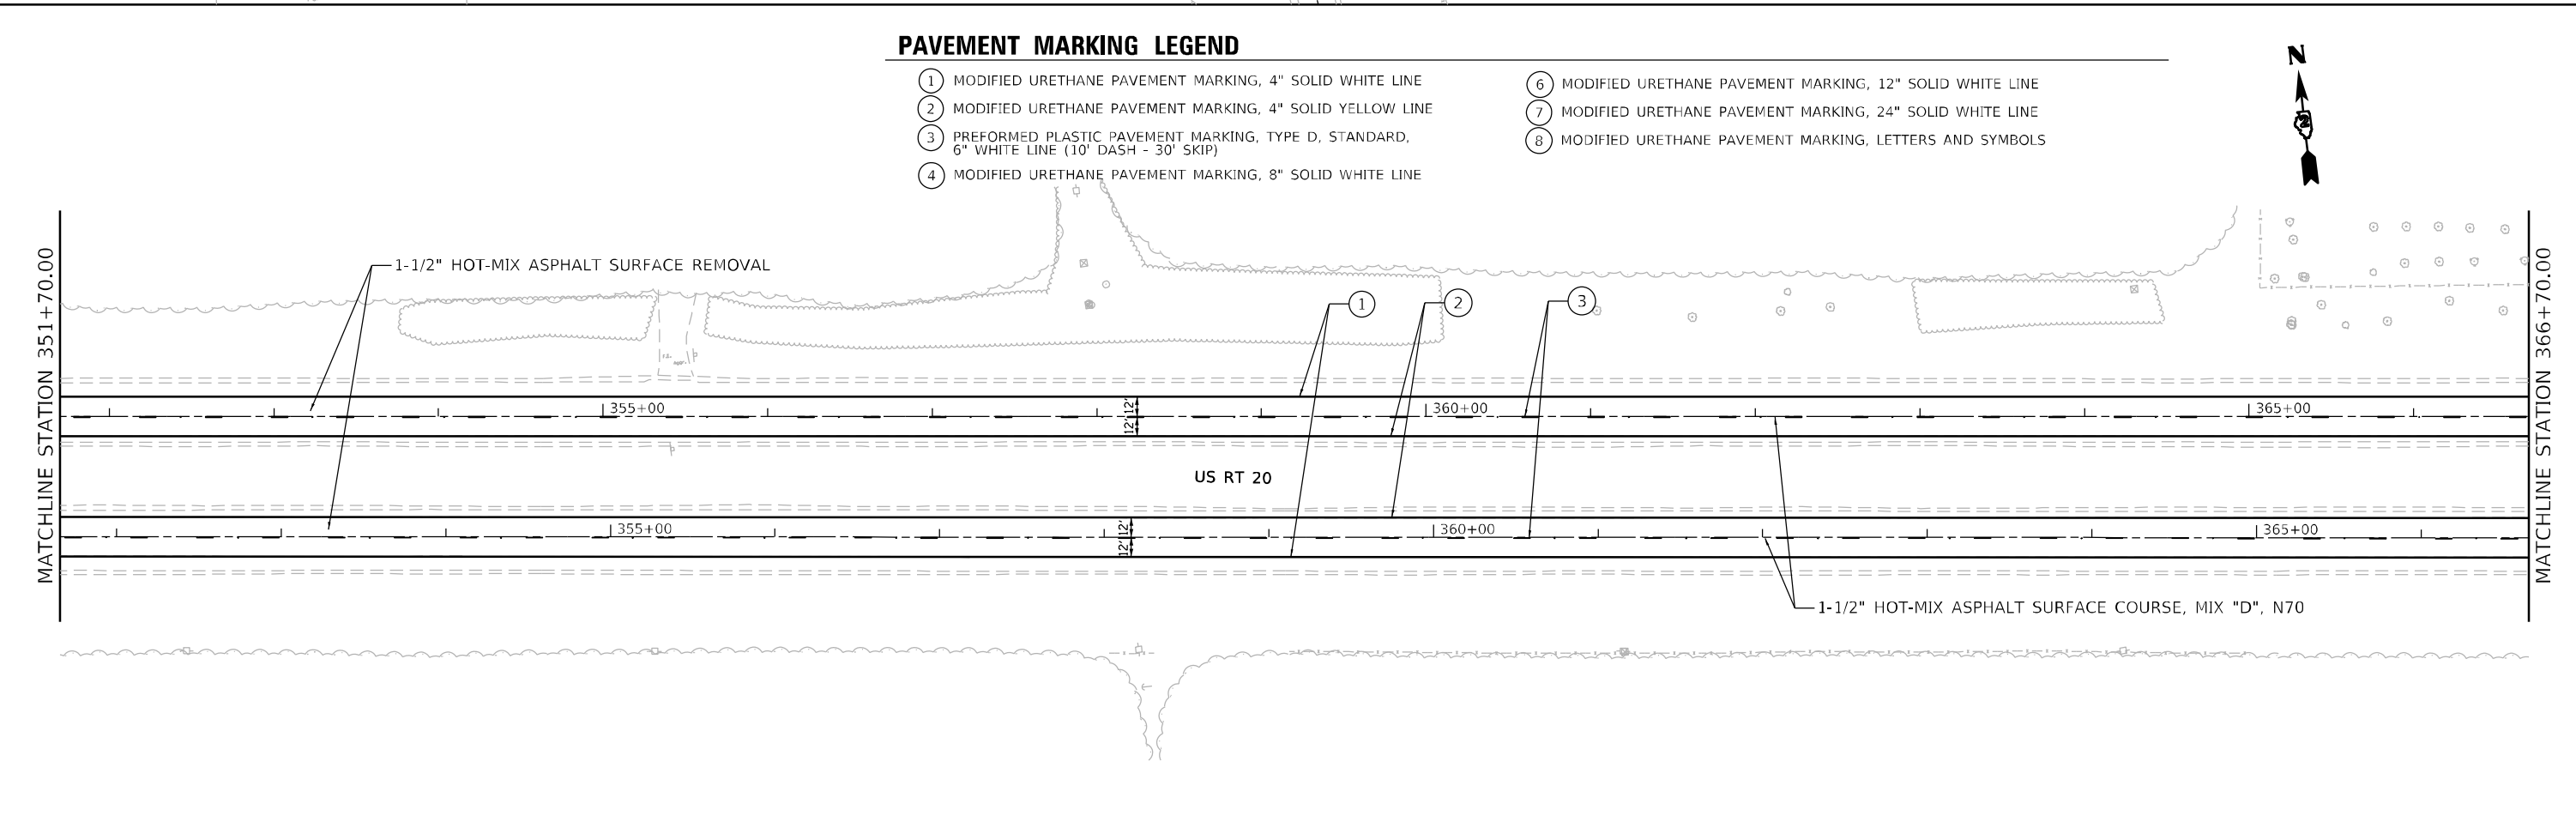 PAVEMENT MARKING LEGEND
N
1 MODIFIED URETHANE PAVEMENT MARKING, 4" SOLID WHITE LINE
2 MODIFIED URETHANE PAVEMENT MARKING, 4" SOLID YELLOW LINE
3 PREFORMED PLASTIC PAVEMENT MARKING, TYPE D, STANDARD,
6" WHITE LINE (10' DASH - 30' SKIP)
4 MODIFIED URETHANE PAVEMENT MARKING, 8" SOLID WHITE LINE
6 MODIFIED URETHANE PAVEMENT MARKING, 12" SOLID WHITE LINE
7 MODIFIED URETHANE PAVEMENT MARKING, 24" SOLID WHITE LINE
8 MODIFIED URETHANE PAVEMENT MARKING, LETTERS AND SYMBOLS
MATCHLINE STATION 351+70.00
1-1/2" HOT-MIX ASPHALT SURFACE REMOVAL
1
2
3
MATCHLINE STATION 366+70.00
355+00
12'
12'
360+00
365+00
US RT 20
355+00
12'
12'
360+00
365+00
1-1/2" HOT-MIX ASPHALT SURFACE COURSE, MIX "D", N70